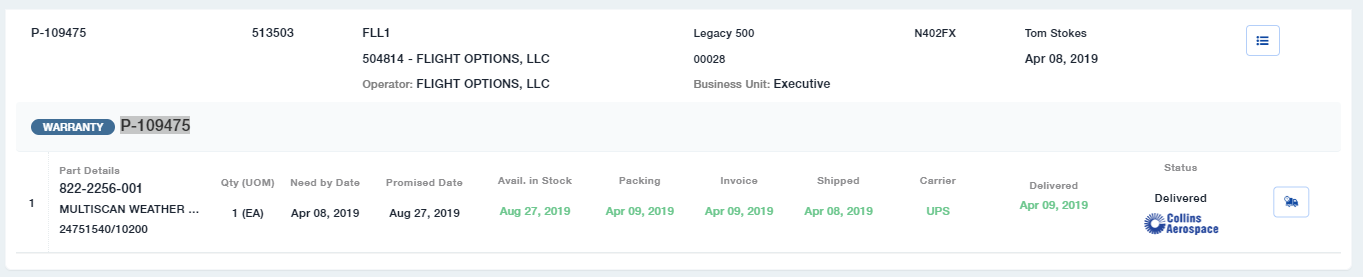 P-109475 513503 FLL1 Legacy 500 N402FX Tom Stokes
504814 - FLIGHT OPTIONS, LLC 00028 Apr 08, 2019
Operator: FLIGHT OPTIONS, LLC Business Unit: Executive
WARRANTY P-109475
Part Details Qty (UOM) Need by Date Promised Date Avail. in Stock Packing Invoice Shipped Carrier Delivered Status
1 822-2256-001 1 (EA) Apr 08, 2019 Aug 27, 2019 Aug 27, 2019 Apr 09, 2019 Apr 09, 2019 Apr 08, 2019 UPS Apr 09, 2019 Delivered
MULTISCAN WEATHER ...
24751540/10200
Collins
Aerospace